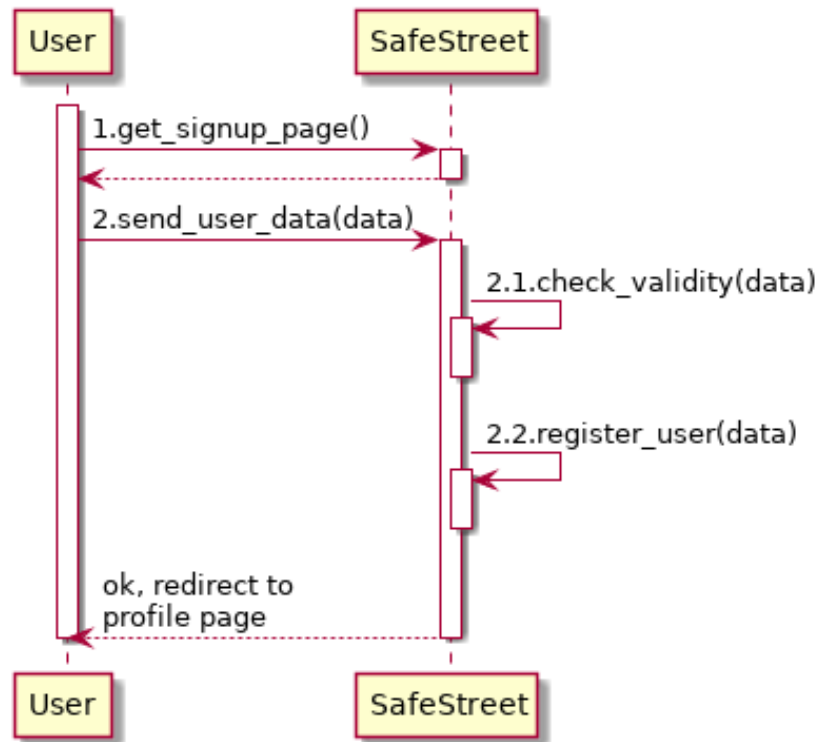 User
SafeStreet
1.get_signup_page()
2.send_user_data(data)
2.1.check_validity(data)
2.2.register_user(data)
ok, redirect to
profile page
User
SafeStreet